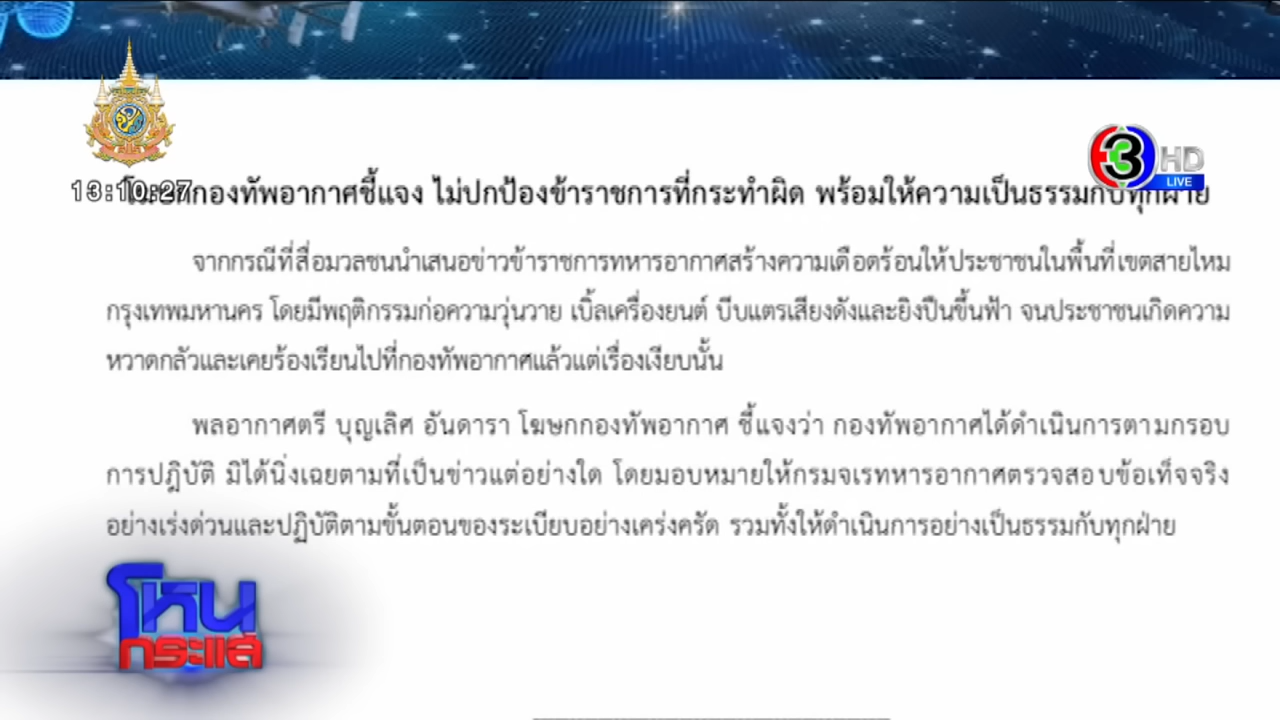 3 HD
LIVE
13:10:27
โฆษกกองทัพอากาศชี้แจง ไม่ปกป้องข้าราชการที่กระทำผิด พร้อมให้ความเป็นธรรมกับทุกฝ่าย
จากกรณีที่สื่อมวลชนนำเสนอข่าวข้าราชการทหารอากาศสร้างความเดือดร้อนให้ประชาชนในพื้นที่เขตสายไหม
กรุงเทพมหานคร โดยมีพฤติกรรมก่อความวุ่นวาย เบิ้ลเครื่องยนต์ บีบแตรเสียงดังและยิงปืนขึ้นฟ้า จนประชาชนเกิดความ
หวาดกลัวและเคยร้องเรียนไปที่กองทัพอากาศแล้วแต่เรื่องเงียบนั้น
พลอากาศตรี บุญเลิศ อันดารา โฆษกกองทัพอากาศ ชี้แจงว่า กองทัพอากาศได้ดำเนินการตามกรอบ
การปฏิบัติ มิได้นิ่งเฉยตามที่เป็นข่าวแต่อย่างใด โดยมอบหมายให้กรมจเรทหารอากาศตรวจสอบข้อเท็จจริง
อย่างเร่งด่วนและปฏิบัติตามขั้นตอนของระเบียบอย่างเคร่งครัด รวมทั้งให้ดำเนินการอย่างเป็นธรรมกับทุกฝ่าย
โหนกระแส